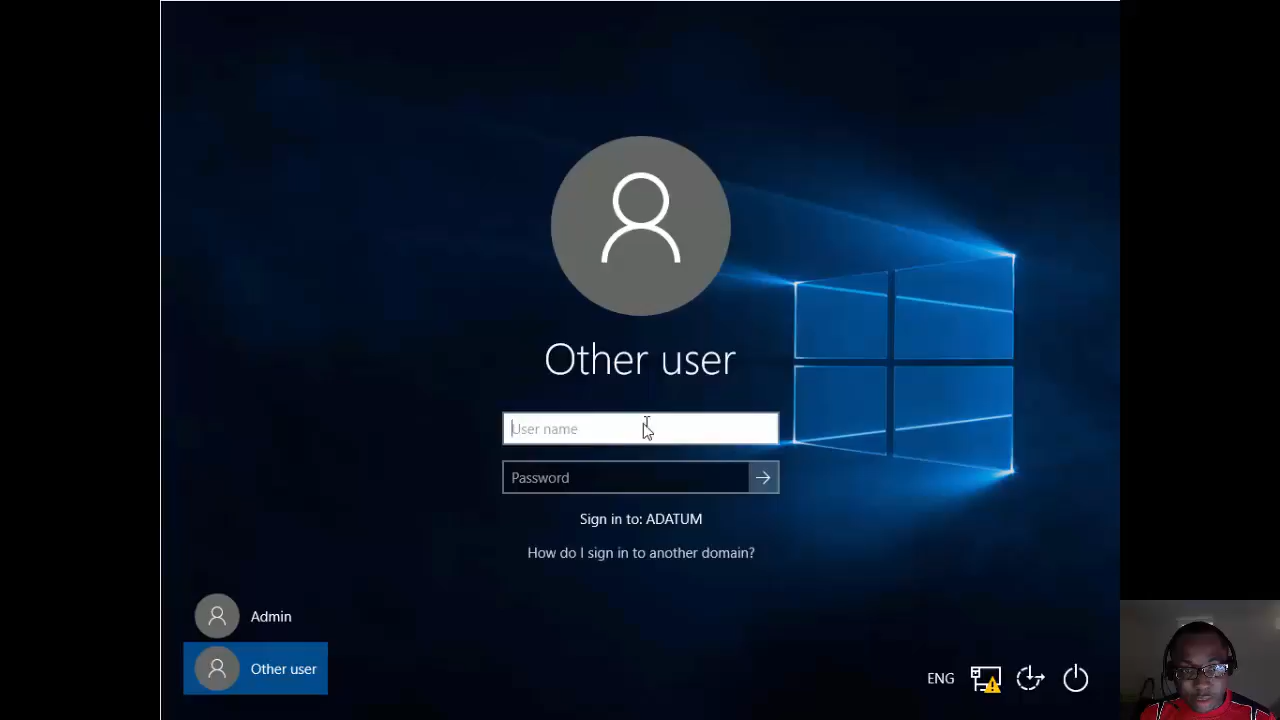 Other user
User name
Password
Sign in to: ADATUM
How do I sign in to another domain?
Admin
Other user
ENG